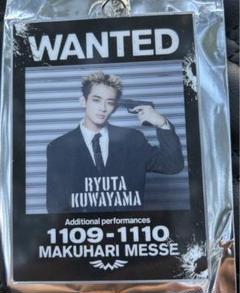 WANTED
RYUTA
KUWAYAMA
Additional performances
1109-1110
MAKUHARI MESSE